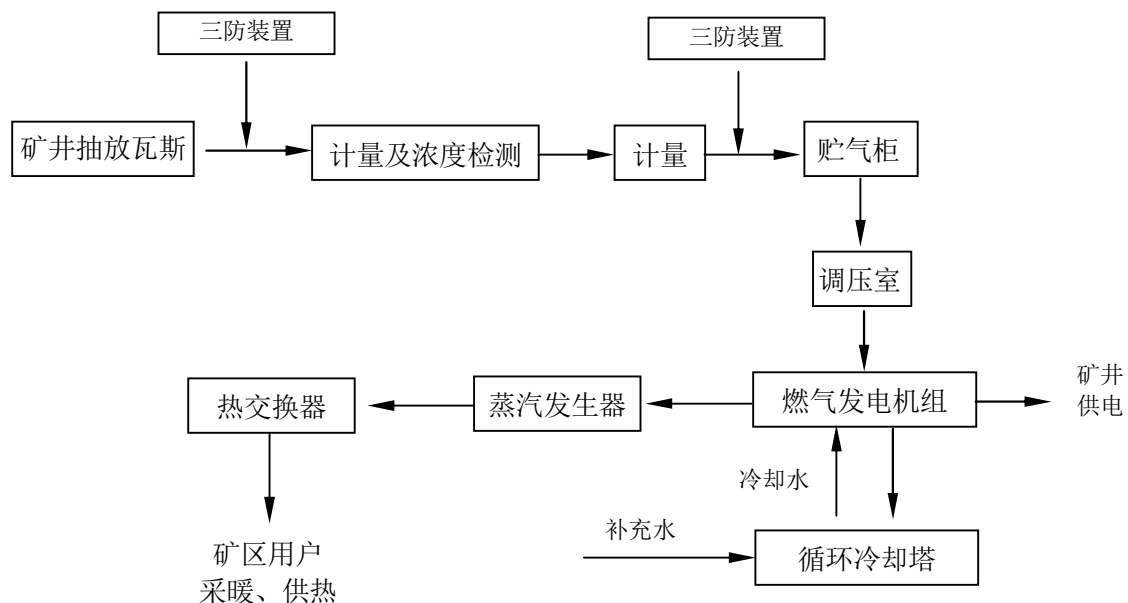 三防装置
三防装置
矿井抽放瓦斯
计量及浓度检测
计量
贮气柜
调压室
热交换器
蒸汽发生器
燃气发电机组
矿井
供电
冷却水
补充水
循环冷却塔
矿区用户
采暖、供热